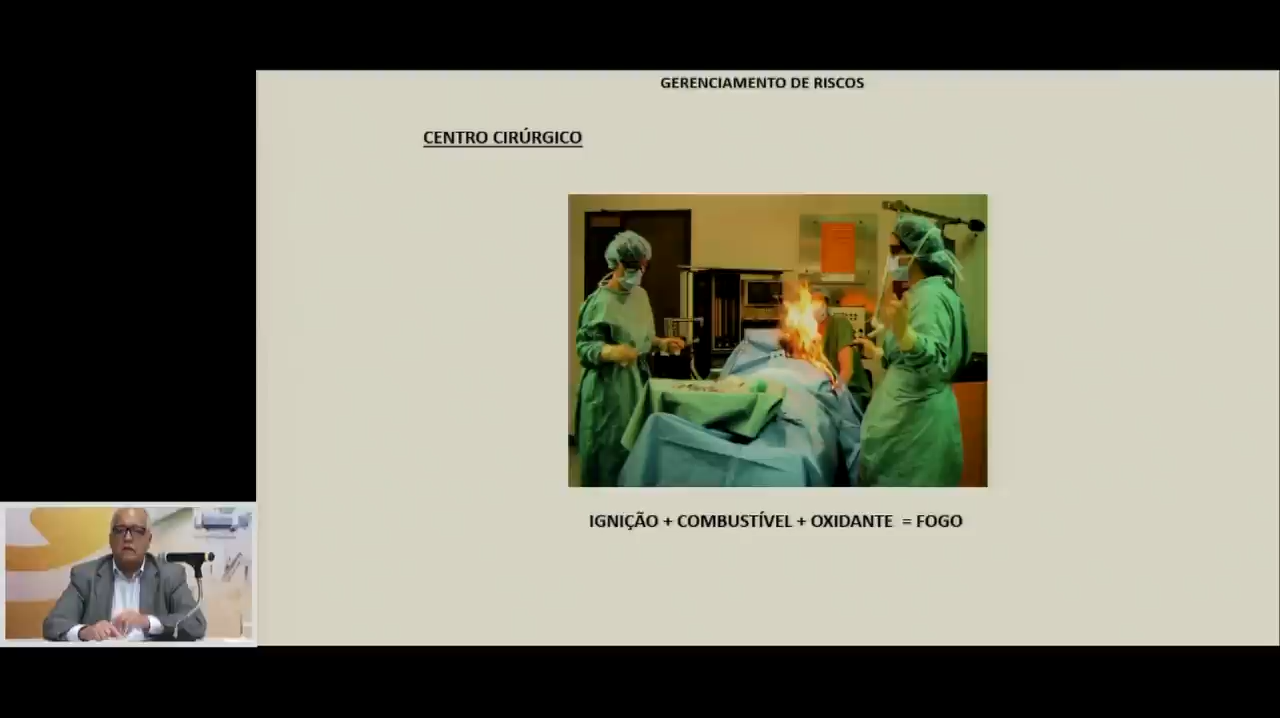 GERENCIAMENTO DE RISCOS
CENTRO CIRÚRGICO
IGNIÇÃO + COMBUSTÍVEL + OXIDANTE = FOGO